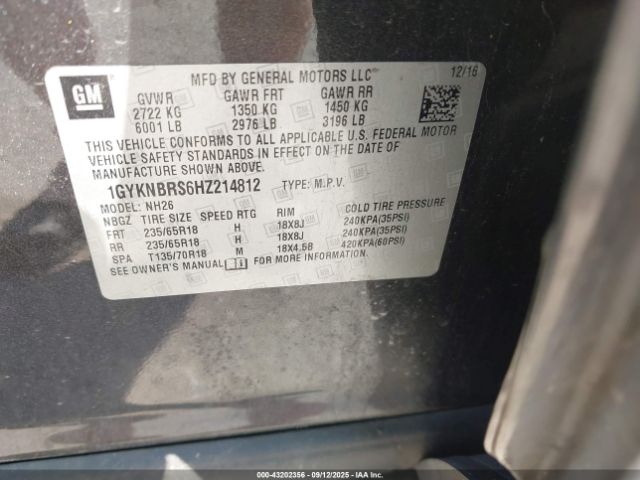 MFD BY GENERAL MOTORS LLC 12/16
GM
GVWR GAWR FRT GAWR RR
2722 KG 1350 KG 1450 KG
6001 LB 2976 LB 3196 LB
THIS VEHICLE CONFORMS TO ALL APPLICABLE U.S. FEDERAL MOTOR
VEHICLE SAFETY STANDARDS IN EFFECT ON THE DATE OF
MANUFACTURE SHOWN ABOVE.
1GYKNBRS6HZ214812 TYPE: M.P.V.
MODEL: NH26
NBGZ TIRE SIZE SPEED RTG RIM COLD TIRE PRESSURE
FRT 235/65R18 H 18X8J 240KPA(35PSI)
RR 235/65R18 H 18X8J 240KPA(35PSI)
SPA T135/70R18 M 18X4.5B 420KPA(60PSI)
SEE OWNER'S MANUAL FOR MORE INFORMATION.
000-43202356 09/12/2025 IAAI.COM